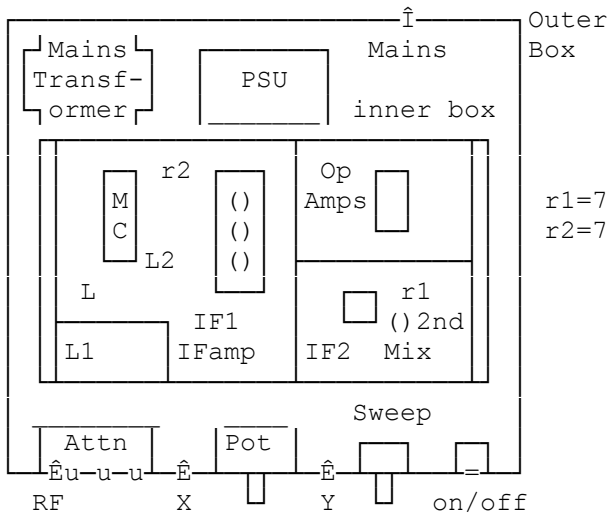 Î Outer
Mains Mains Box
Transf- PSU
ormer inner box
r2 Op
M () Amps r1=7
C () r2=7
L2 ()
L r1
IF1 ()2nd
L1 IFamp IF2 Mix
Sweep
Attn Pot
Êu u u Ê Ê =
RF X Y on/off